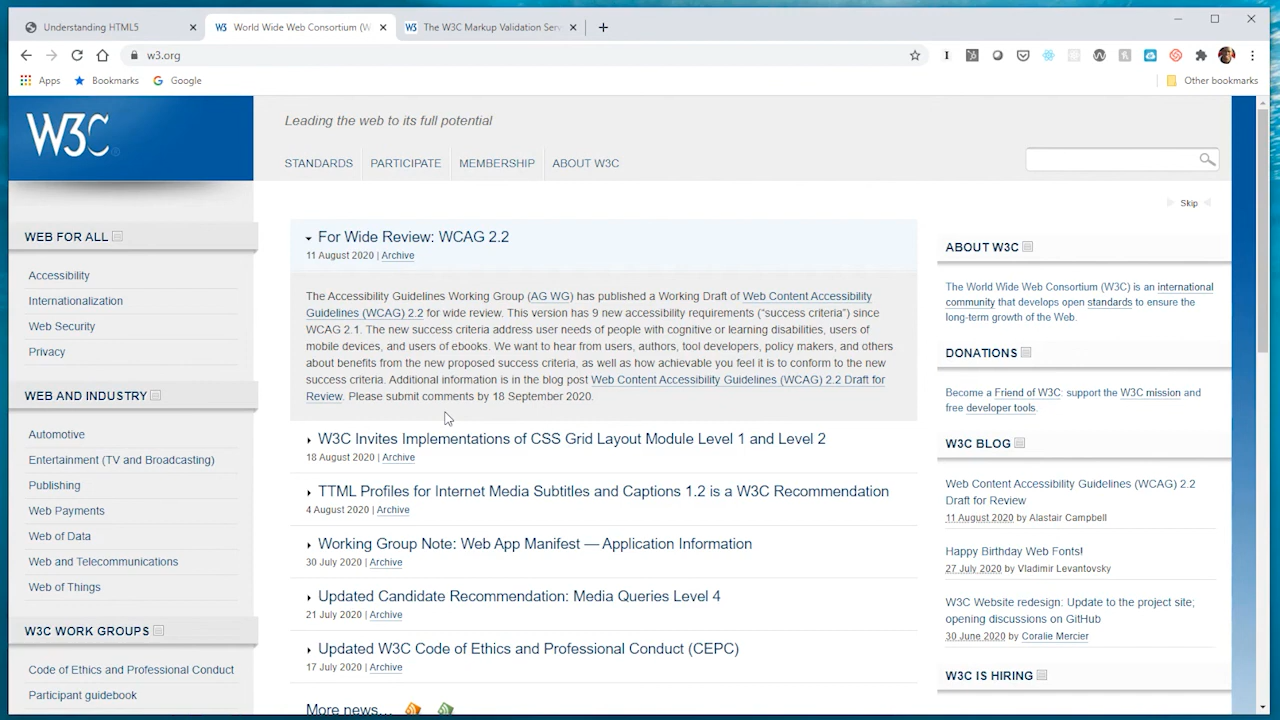 Understanding HTML5
World Wide Web Consortium (W
The W3C Markup Validation Serv
w3.org
Apps
Bookmarks
Google
Other bookmarks
W3C
Leading the web to its full potential
STANDARDS
PARTICIPATE
MEMBERSHIP
ABOUT W3C
Skip
WEB FOR ALL
Accessibility
Internationalization
Web Security
Privacy
WEB AND INDUSTRY
Automotive
Entertainment (TV and Broadcasting)
Publishing
Web Payments
Web of Data
Web and Telecommunications
Web of Things
W3C WORK GROUPS
Code of Ethics and Professional Conduct
Participant guidebook
For Wide Review: WCAG 2.2
11 August 2020 | Archive
The Accessibility Guidelines Working Group (AG WG) has published a Working Draft of Web Content Accessibility
Guidelines (WCAG) 2.2 for wide review. This version has 9 new accessibility requirements (“success criteria”) since
WCAG 2.1. The new success criteria address user needs of people with cognitive or learning disabilities, users of
mobile devices, and users of ebooks. We want to hear from users, authors, tool developers, policy makers, and others
about benefits from the new proposed success criteria, as well as how achievable you feel it is to conform to the new
success criteria. Additional information is in the blog post Web Content Accessibility Guidelines (WCAG) 2.2 Draft for
Review. Please submit comments by 18 September 2020.
W3C Invites Implementations of CSS Grid Layout Module Level 1 and Level 2
18 August 2020 | Archive
TTML Profiles for Internet Media Subtitles and Captions 1.2 is a W3C Recommendation
4 August 2020 | Archive
Working Group Note: Web App Manifest — Application Information
30 July 2020 | Archive
Updated Candidate Recommendation: Media Queries Level 4
21 July 2020 | Archive
Updated W3C Code of Ethics and Professional Conduct (CEPC)
17 July 2020 | Archive
More news…
ABOUT W3C
The World Wide Web Consortium (W3C) is an international
community that develops open standards to ensure the
long-term growth of the Web.
DONATIONS
Become a Friend of W3C: support the W3C mission and
free developer tools.
W3C BLOG
Web Content Accessibility Guidelines (WCAG) 2.2
Draft for Review
11 August 2020 by Alastair Campbell
Happy Birthday Web Fonts!
27 July 2020 by Vladimir Levantovsky
W3C Website redesign; Update to the project site;
opening discussions on GitHub
30 June 2020 by Coralie Mercier
W3C IS HIRING